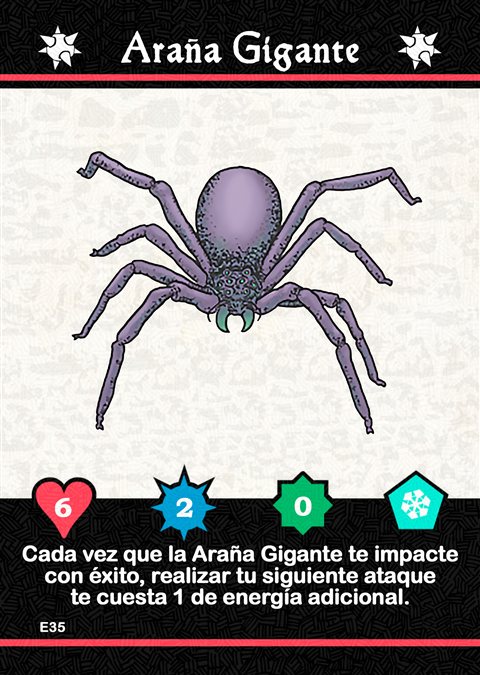 Araña Gigante
6 2 0
Cada vez que la Araña Gigante te impacte
con éxito, realizar tu siguiente ataque
te cuesta 1 de energía adicional.
E35